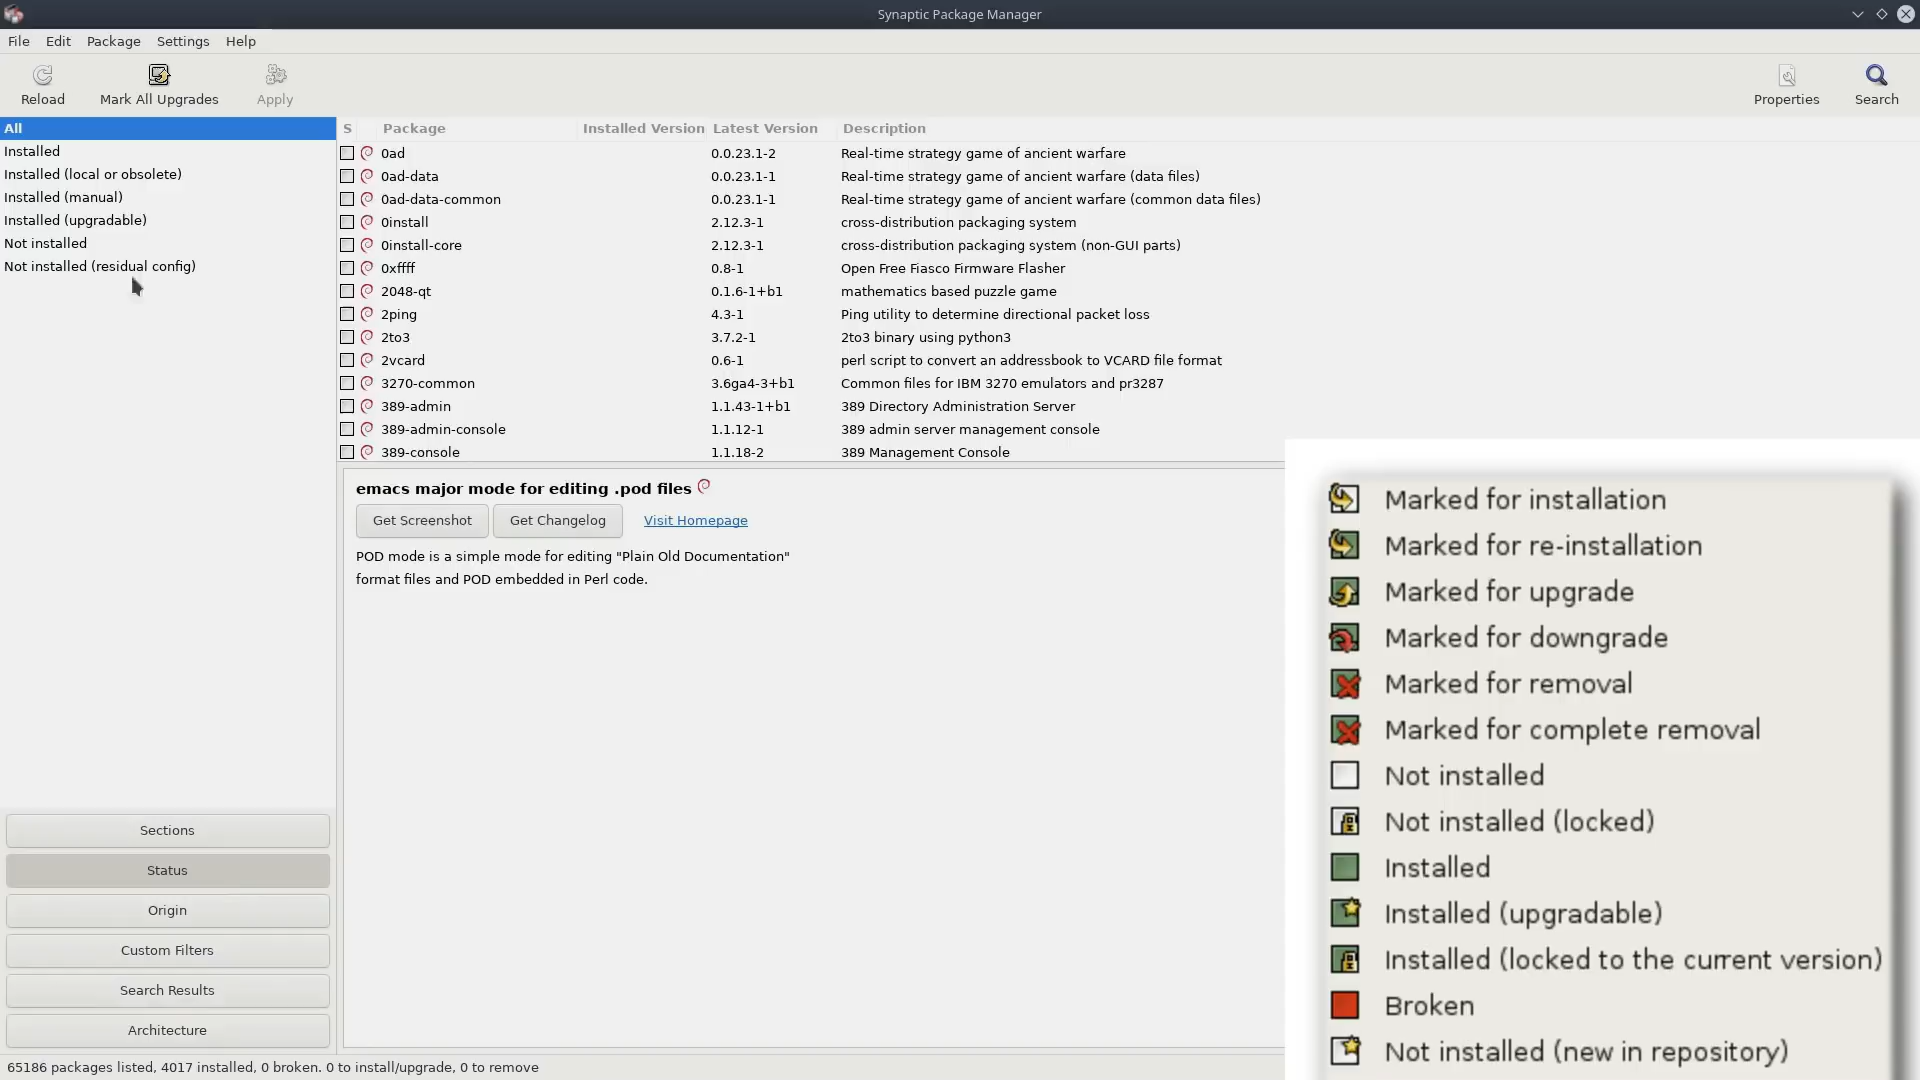 Synaptic Package Manager
File Edit Package Settings Help
Reload Mark All Upgrades Apply Properties Search
All
Installed
Installed (local or obsolete)
Installed (manual)
Installed (upgradable)
Not installed
Not installed (residual config)
S Package Installed Version Latest Version Description
0ad 0.0.23.1-2 Real-time strategy game of ancient warfare
0ad-data 0.0.23.1-1 Real-time strategy game of ancient warfare (data files)
0ad-data-common 0.0.23.1-1 Real-time strategy game of ancient warfare (common data files)
0install 2.12.3-1 cross-distribution packaging system
0install-core 2.12.3-1 cross-distribution packaging system (non-GUI parts)
0xffff 0.8-1 Open Free Fiasco Firmware Flasher
2048-qt 0.1.6-1+b1 mathematics based puzzle game
2ping 4.3-1 Ping utility to determine directional packet loss
2to3 3.7.2-1 2to3 binary using python3
2vcard 0.6-1 perl script to convert an addressbook to VCARD file format
3270-common 3.6ga4-3+b1 Common files for IBM 3270 emulators and pr3287
389-admin 1.1.43-1+b1 389 Directory Administration Server
389-admin-console 1.1.12-1 389 admin server management console
389-console 1.1.18-2 389 Management Console
emacs major mode for editing .pod files
Get Screenshot Get Changelog Visit Homepage
POD mode is a simple mode for editing "Plain Old Documentation"
format files and POD embedded in Perl code.
Marked for installation
Marked for re-installation
Marked for upgrade
Marked for downgrade
Marked for removal
Marked for complete removal
Not installed
Not installed (locked)
Installed
Installed (upgradable)
Installed (locked to the current version)
Broken
Not installed (new in repository)
Sections
Status
Origin
Custom Filters
Search Results
Architecture
65186 packages listed, 4017 installed, 0 broken. 0 to install/upgrade, 0 to remove